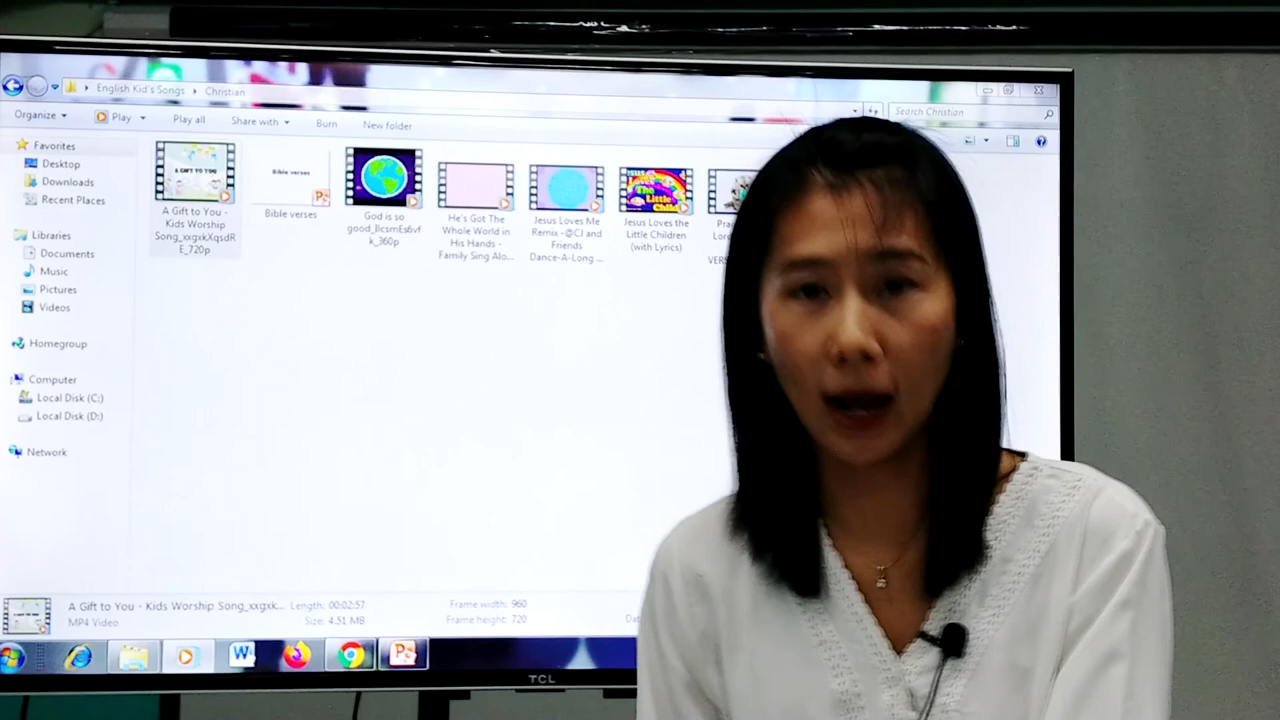 English Kid's Songs
Christian
Search Christian
Organize
Play
Play all
Share with
Burn
New folder
Favorites
Desktop
Downloads
Recent Places
Libraries
Documents
Music
Pictures
Videos
Homegroup
Computer
Local Disk (C:)
Local Disk (D:)
Network
A GIFT TO YOU
A Gift to You -
Kids Worship
E_720p
Bible verses
Bible verses
God is so
k_360p
He's Got The
Whole World in
His Hands -
Family Sing Alo...
Jesus Loves Me
Remix -@CJ and
Friends
Dance-A-Long ...
Jesus
Loves
The
Little
Jesus Loves the
Little Children
(with Lyrics)
A Gift to You - Kids Worship Song_xxgxk... Length: 00:02:57
Frame width: 960
MP4 Video
Size: 4.51 MB
Frame height: 720
TCL